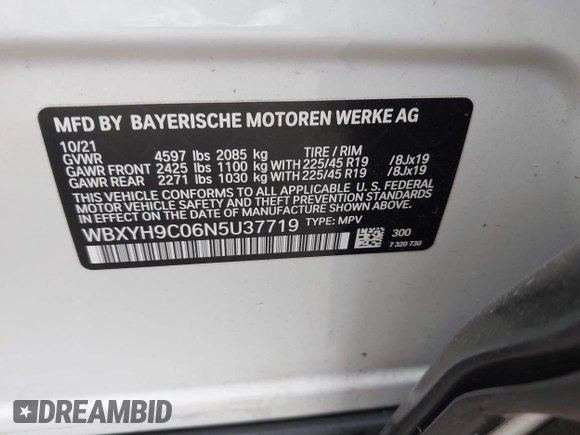 MFD BY BAYERISCHE MOTOREN WERKE AG
10/21
GVWR 4597 lbs 2085 kg TIRE / RIM
GAWR FRONT 2425 lbs 1100 kg WITH 225/45 R19 /8Jx19
GAWR REAR 2271 lbs 1030 kg WITH 225/45 R19 /8Jx19
THIS VEHICLE CONFORMS TO ALL APPLICABLE U.S. FEDERAL
MOTOR VEHICLE SAFETY AND THEFT PREVENTION STANDARDS
IN EFFECT ON THE DATE OF MANUFACTURE SHOWN ABOVE.
WBXYH9C06N5U37719 TYPE: MPV
300
7 320 730
DREAMBID